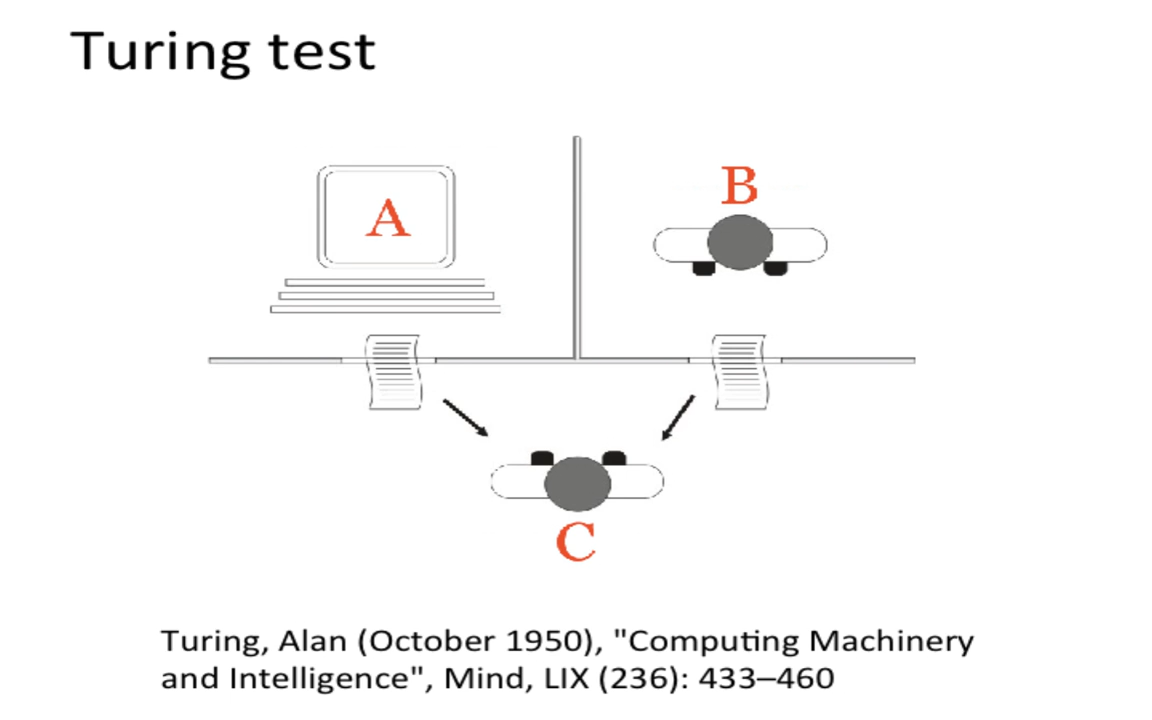 Turing test
A
B
C
Turing, Alan (October 1950), "Computing Machinery
and Intelligence", Mind, LIX (236): 433–460